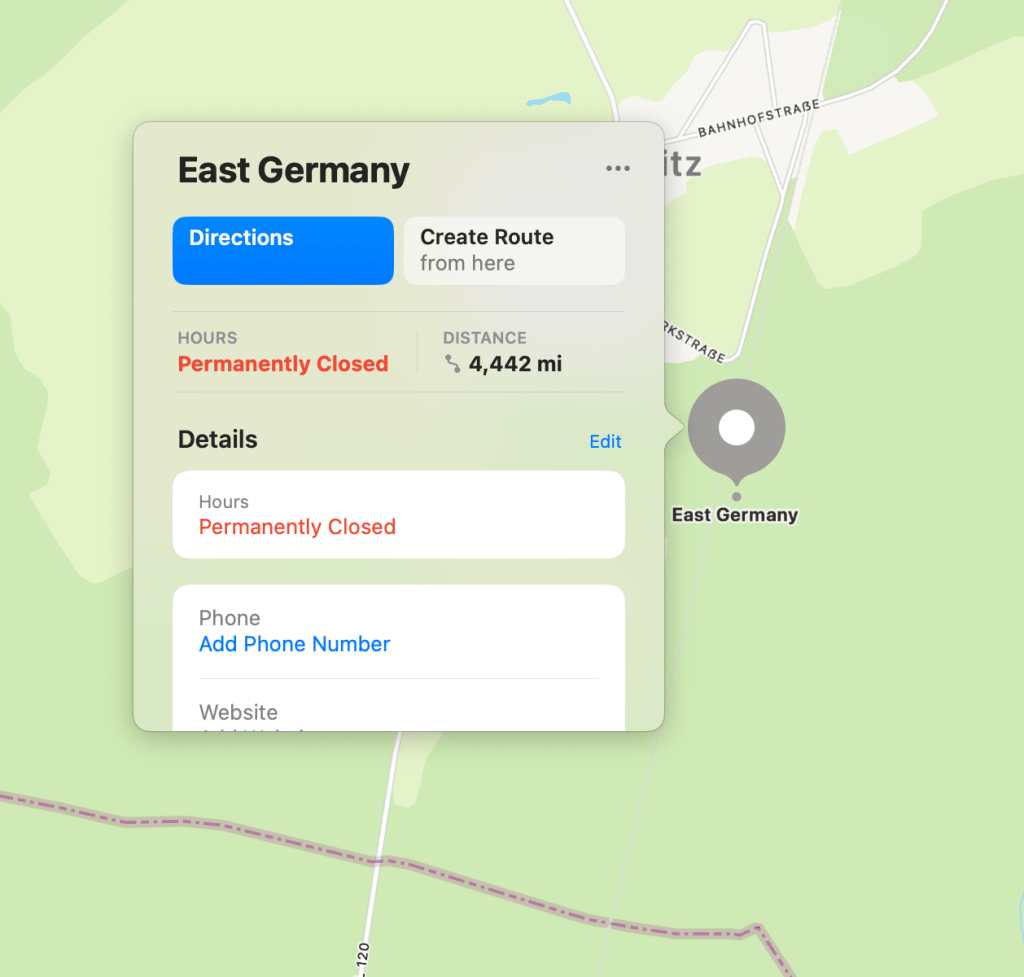 East Germany
Directions
Create Route
from here
HOURS
Permanently Closed
DISTANCE
4,442 mi
Details
Edit
Hours
Permanently Closed
Phone
Add Phone Number
Website
BAHNHOFSTRAßE
itz
RKSTRAßE
East Germany
120